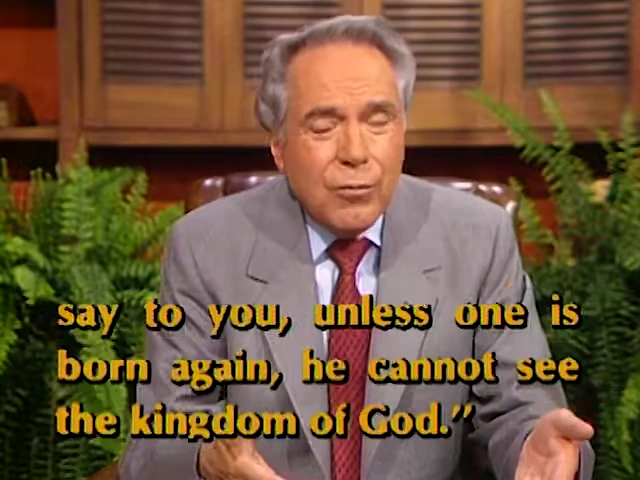 say to you, unless one is
born again, he cannot see
the kingdom of God.”